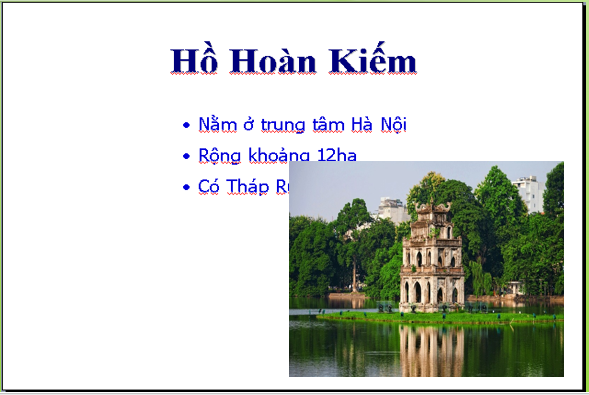 Hồ Hoàn Kiếm
• Nằm ở trung tâm Hà Nội
• Rộng khoảng 12ha
• Có Tháp